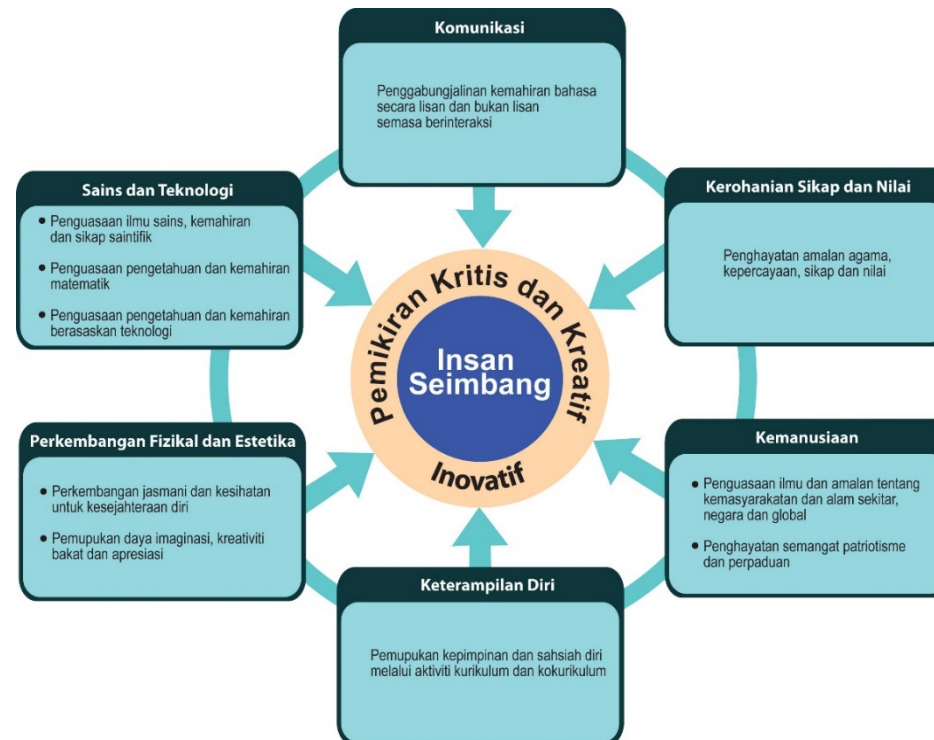 Komunikasi
Penggabungjalinan kemahiran bahasa
secara lisan dan bukan lisan
semasa berinteraksi
Sains dan Teknologi
• Penguasaan ilmu sains, kemahiran
dan sikap saintifik
• Penguasaan pengetahuan dan kemahiran
matematik
• Penguasaan pengetahuan dan kemahiran
berasaskan teknologi
Kerohanian Sikap dan Nilai
Penghayatan amalan agama,
kepercayaan, sikap dan nilai
Pemikiran Kritis dan Kreatif
Insan
Seimbang
Inovatif
Perkembangan Fizikal dan Estetika
• Perkembangan jasmani dan kesihatan
untuk kesejahteraan diri
• Pemupukan daya imaginasi, kreativiti
bakat dan apresiasi
Kemanusiaan
• Penguasaan ilmu dan amalan tentang
kemasyarakatan dan alam sekitar,
negara dan global
• Penghayatan semangat patriotisme
dan perpaduan
Keterampilan Diri
Pemupukan kepimpinan dan sahsiah diri
melalui aktiviti kurikulum dan kokurikulum